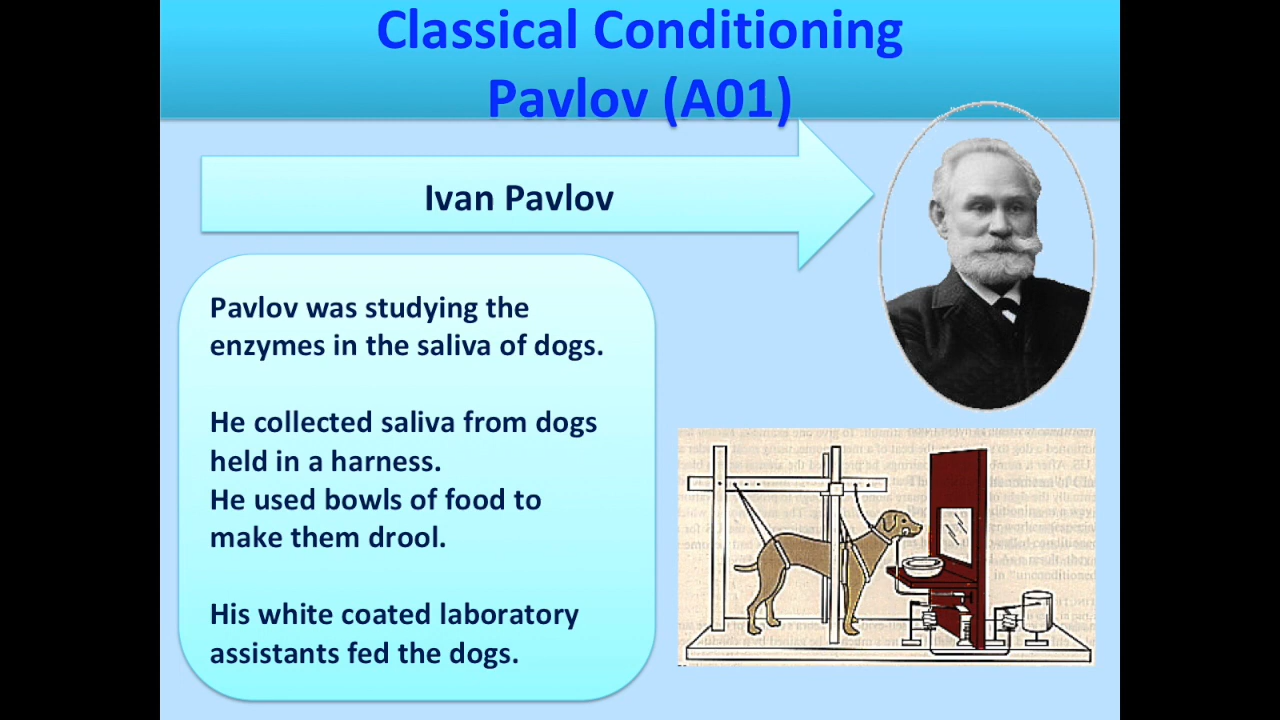 Classical Conditioning
Pavlov (A01)
Ivan Pavlov
Pavlov was studying the
enzymes in the saliva of dogs.
He collected saliva from dogs
held in a harness.
He used bowls of food to
make them drool.
His white coated laboratory
assistants fed the dogs.